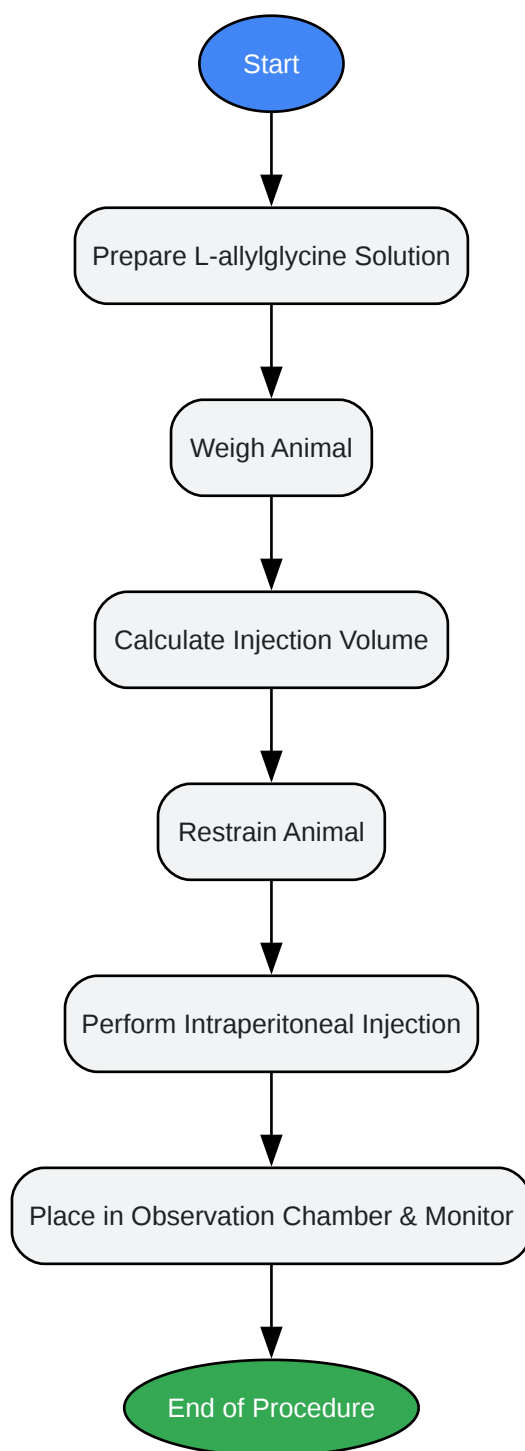 Start
Prepare L-allylglycine Solution
Weigh Animal
Calculate Injection Volume
Restrain Animal
Perform Intraperitoneal Injection
Place in Observation Chamber & Monitor
End of Procedure